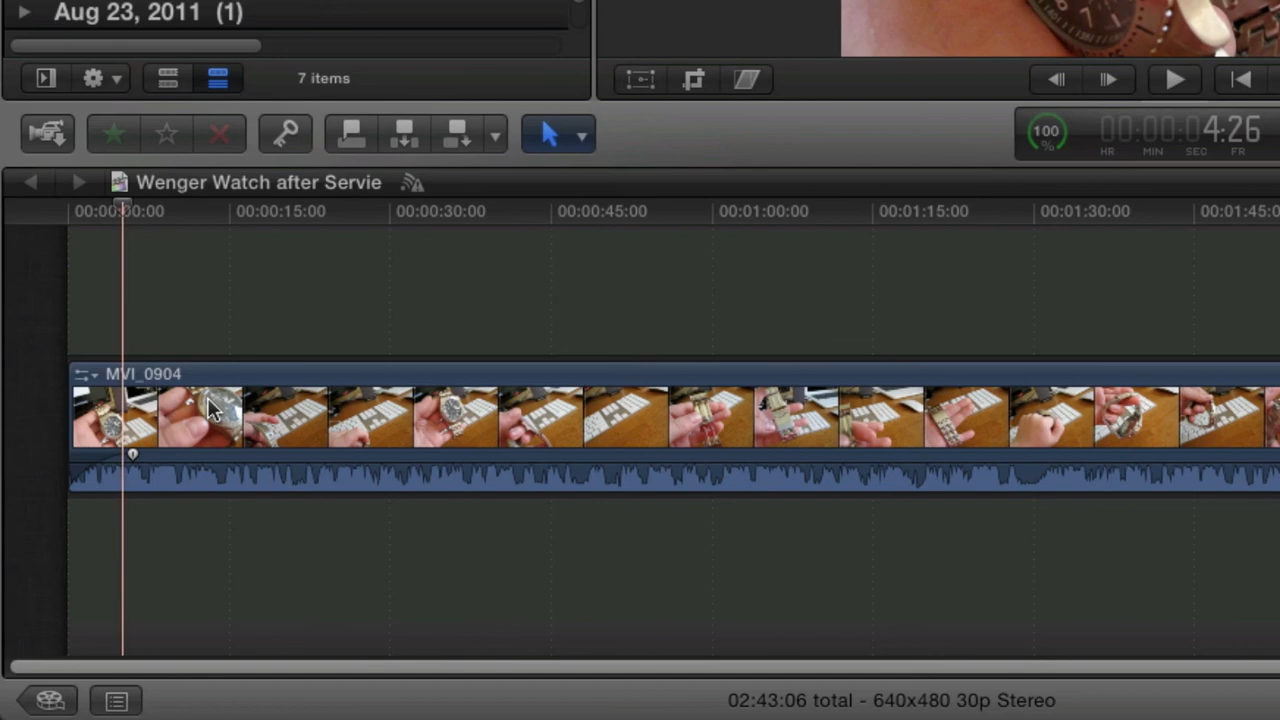 Aug 23, 2011 (1)
7 items
100
%
00:00:04:26
HR MIN SEC FR
Wenger Watch after Servie
00:00:00:00 00:00:15:00 00:00:30:00 00:00:45:00 00:01:00:00 00:01:15:00 00:01:30:00 00:01:45:0
MVI_0904
02:43:06 total - 640x480 30p Stereo